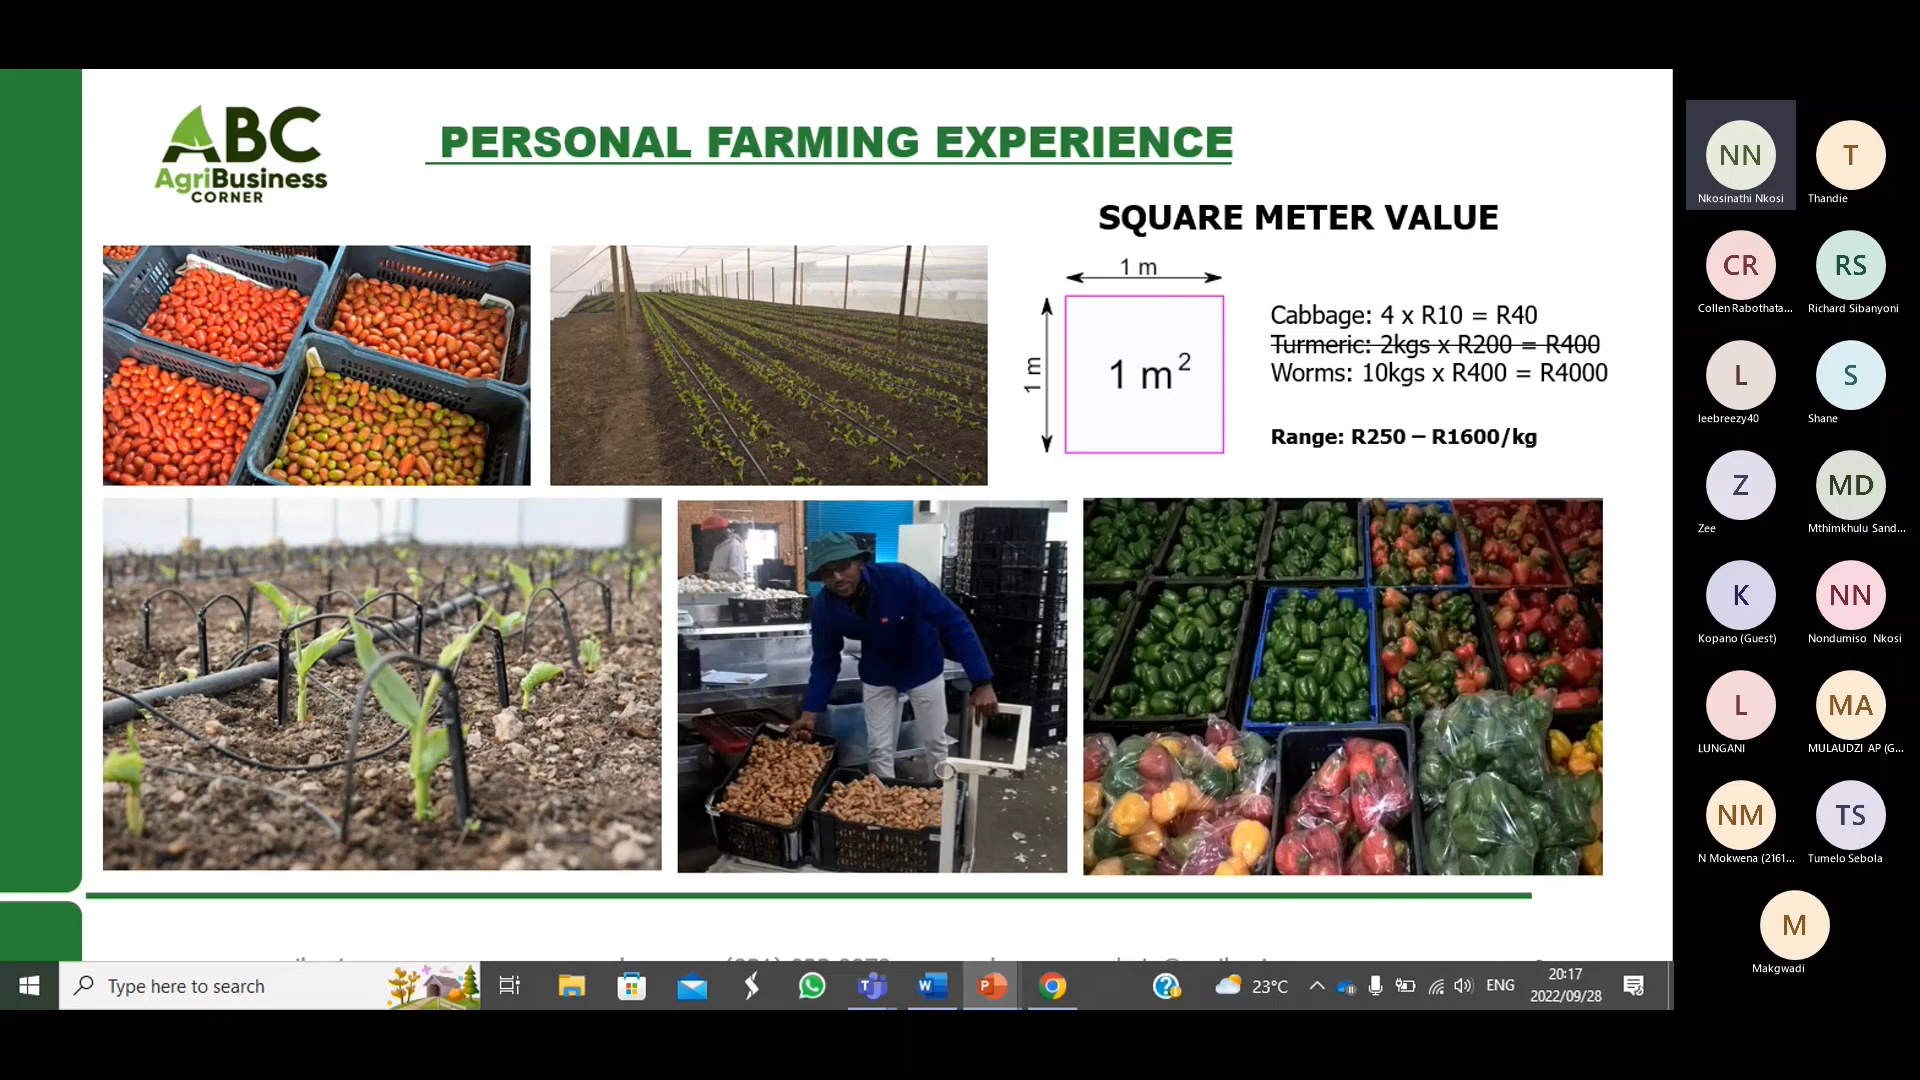 ABC
AgriBusiness
CORNER
PERSONAL FARMING EXPERIENCE
SQUARE METER VALUE
1 m
1 m
1 m²
Cabbage: 4 x R10 = R40
Turmeric: 2kgs x R200 = R400
Worms: 10kgs x R400 = R4000
Range: R250 – R1600/kg
NN
Nkosinathi Nkosi
T
Thandie
CR
Collen Rabothata...
RS
Richard Sibanyoni
L
leebreezy40
S
Shane
Z
Zee
MD
Mthimkhulu Sand...
K
Kopano (Guest)
NN
Nondumiso Nkosi
L
LUNGANI
MA
MULAUDZI AP (G...
NM
N Mokwena (2161...
TS
Tumelo Sebola
M
Makgwadi
Type here to search
23°C
ENG
20:17
2022/09/28